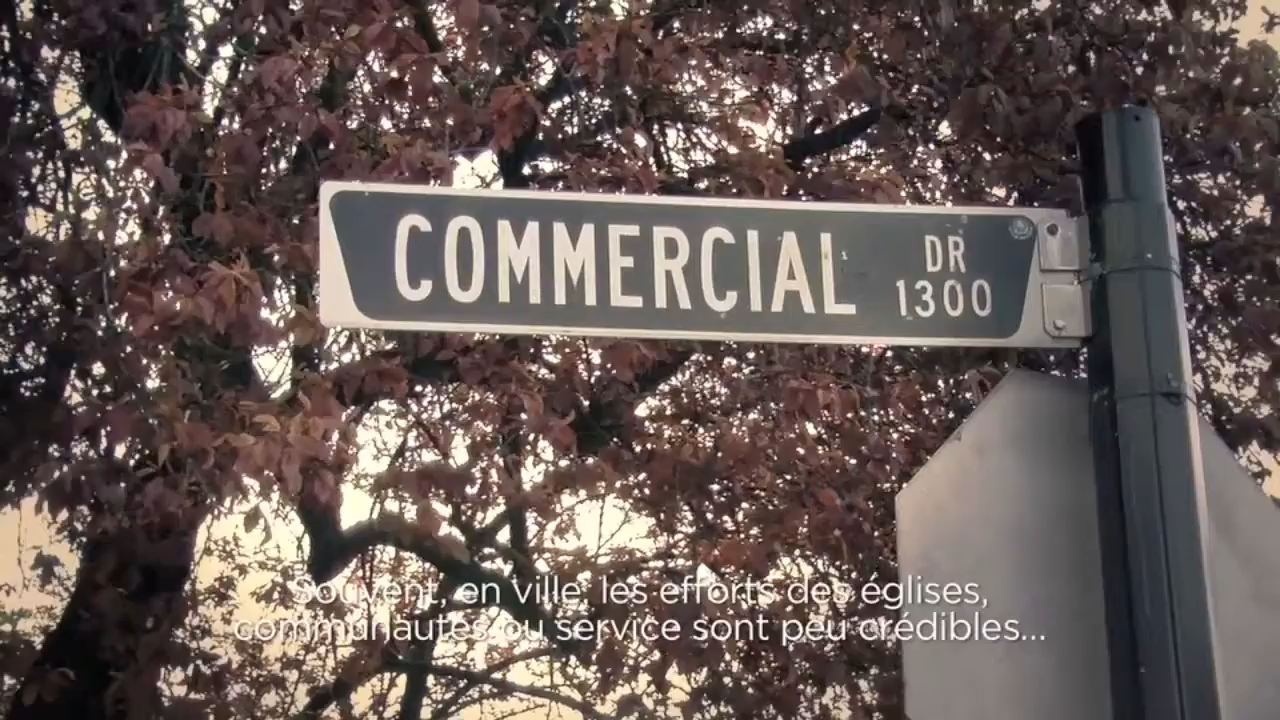 COMMERCIAL
DR
1300
Souvent, en ville, les efforts des églises,
communautés ou service sont peu crédibles...